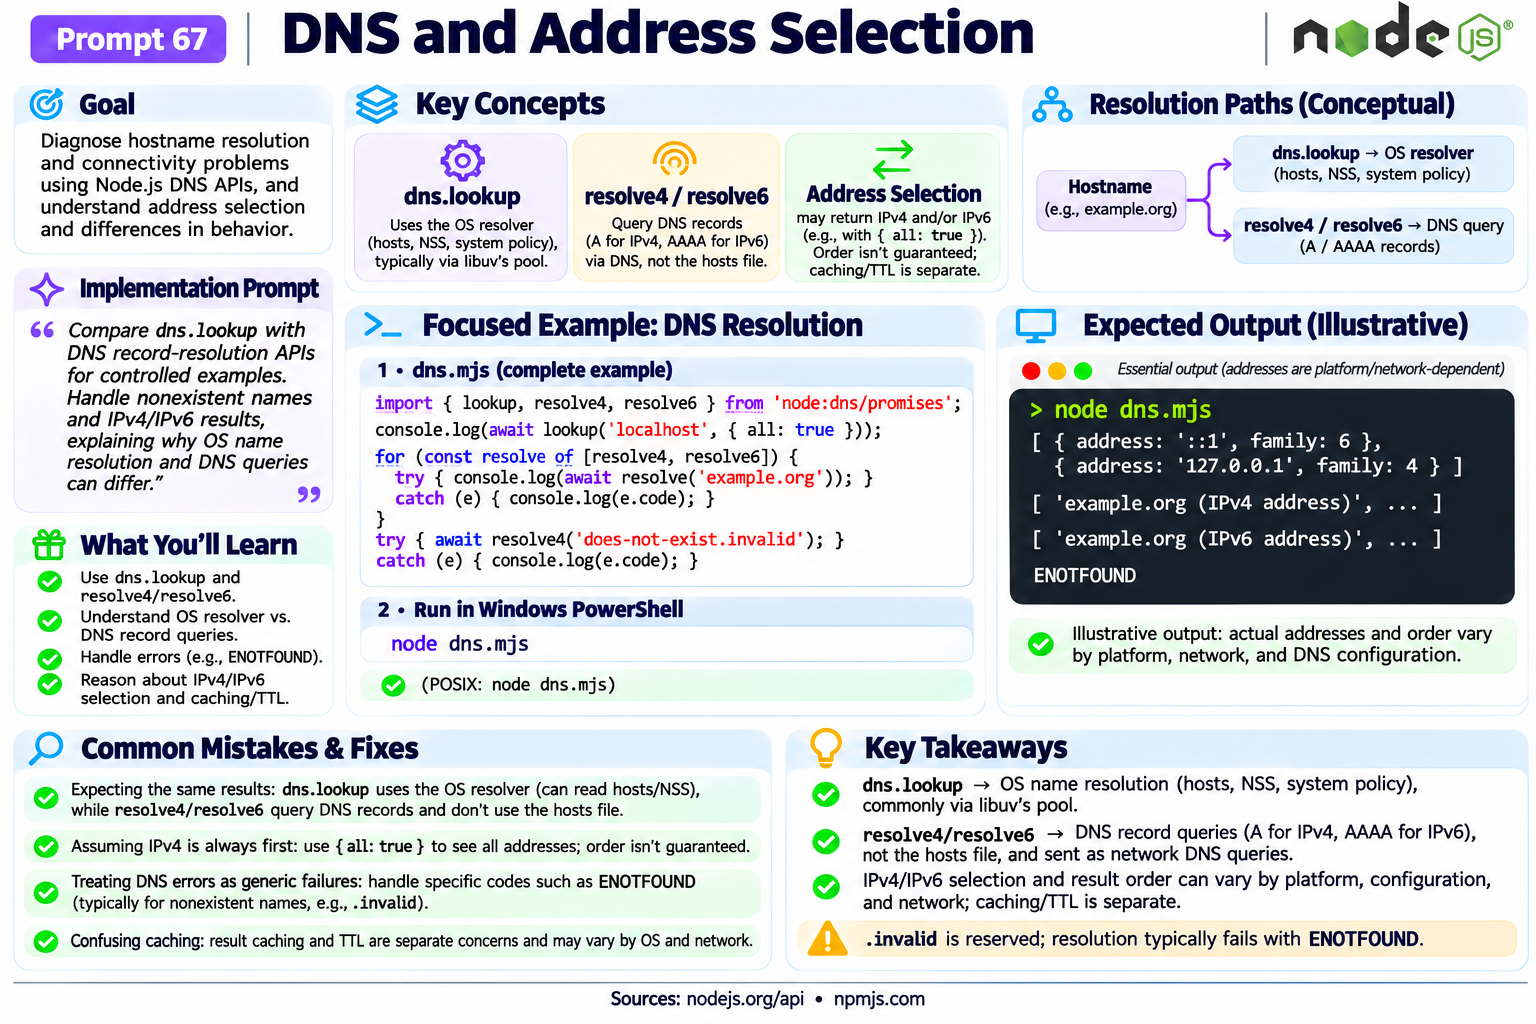 Prompt 67
DNS and Address Selection
node JS ®
Goal
Diagnose hostname resolution
and connectivity problems
using Node.js DNS APIs, and
understand address selection
and differences in behavior.
Implementation Prompt
“ Compare dns.lookup with
DNS record-resolution APIs
for controlled examples.
Handle nonexistent names
and IPv4/IPv6 results,
explaining why OS name
resolution and DNS queries
can differ.”
”
What You’ll Learn
Use dns.lookup and
resolve4/resolve6.
Understand OS resolver vs.
DNS record queries.
Handle errors (e.g., ENOTFOUND).
Reason about IPv4/IPv6
selection and caching/TTL.
Key Concepts
dns.lookup
Uses the OS resolver
(hosts, NSS, system policy),
typically via libuv’s pool.
resolve4 / resolve6
Query DNS records
(A for IPv4, AAAA for IPv6)
via DNS, not the hosts file.
Address Selection
may return IPv4 and/or IPv6
(e.g., with { all: true }).
Order isn’t guaranteed;
caching/TTL is separate.
Resolution Paths (Conceptual)
Hostname
(e.g., example.org)
dns.lookup → OS resolver
(hosts, NSS, system policy)
resolve4 / resolve6 → DNS query
(A / AAAA records)
Focused Example: DNS Resolution
1 • dns.mjs (complete example)
import { lookup, resolve4, resolve6 } from 'node:dns/promises';
console.log(await lookup('localhost', { all: true }));
for (const resolve of [resolve4, resolve6]) {
try { console.log(await resolve('example.org')); }
catch (e) { console.log(e.code); }
}
try { await resolve4('does-not-exist.invalid'); }
catch (e) { console.log(e.code); }
2 • Run in Windows PowerShell
node dns.mjs
(POSIX: node dns.mjs)
Expected Output (Illustrative)
Essential output (addresses are platform/network-dependent)
> node dns.mjs
[ { address: '::1', family: 6 },
{ address: '127.0.0.1', family: 4 } ]
[ 'example.org (IPv4 address)', ... ]
[ 'example.org (IPv6 address)', ... ]
ENOTFOUND
Illustrative output: actual addresses and order vary
by platform, network, and DNS configuration.
Common Mistakes & Fixes
Expecting the same results: dns.lookup uses the OS resolver (can read hosts/NSS),
while resolve4/resolve6 query DNS records and don’t use the hosts file.
Assuming IPv4 is always first: use { all: true } to see all addresses; order isn’t guaranteed.
Treating DNS errors as generic failures: handle specific codes such as ENOTFOUND
(typically for nonexistent names, e.g., .invalid).
Confusing caching: result caching and TTL are separate concerns and may vary by OS and network.
Key Takeaways
dns.lookup → OS name resolution (hosts, NSS, system policy),
commonly via libuv’s pool.
resolve4/resolve6 → DNS record queries (A for IPv4, AAAA for IPv6),
not the hosts file, and sent as network DNS queries.
IPv4/IPv6 selection and result order can vary by platform, configuration,
and network; caching/TTL is separate.
.invalid is reserved; resolution typically fails with ENOTFOUND.
Sources: nodejs.org/api • npmjs.com